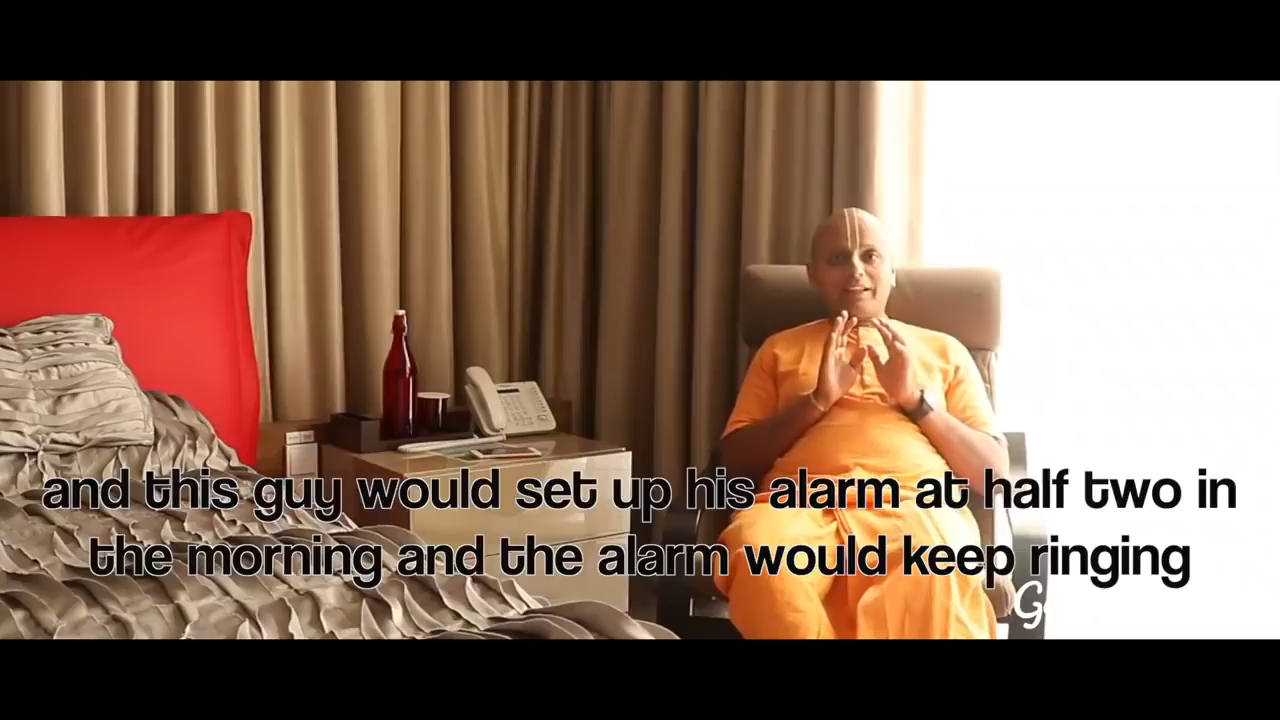 and this guy would set up his alarm at half two in
the morning and the alarm would keep ringing